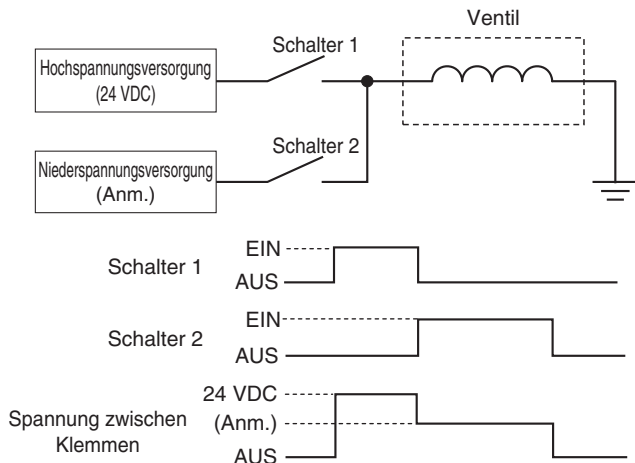 Ventil
Schalter 1
Hochspannungsversorgung
(24 VDC)
Schalter 2
Niederspannungsversorgung
(Anm.)
EIN
Schalter 1
AUS
EIN
Schalter 2
AUS
24 VDC
Spannung zwischen
Klemmen
(Anm.)
AUS